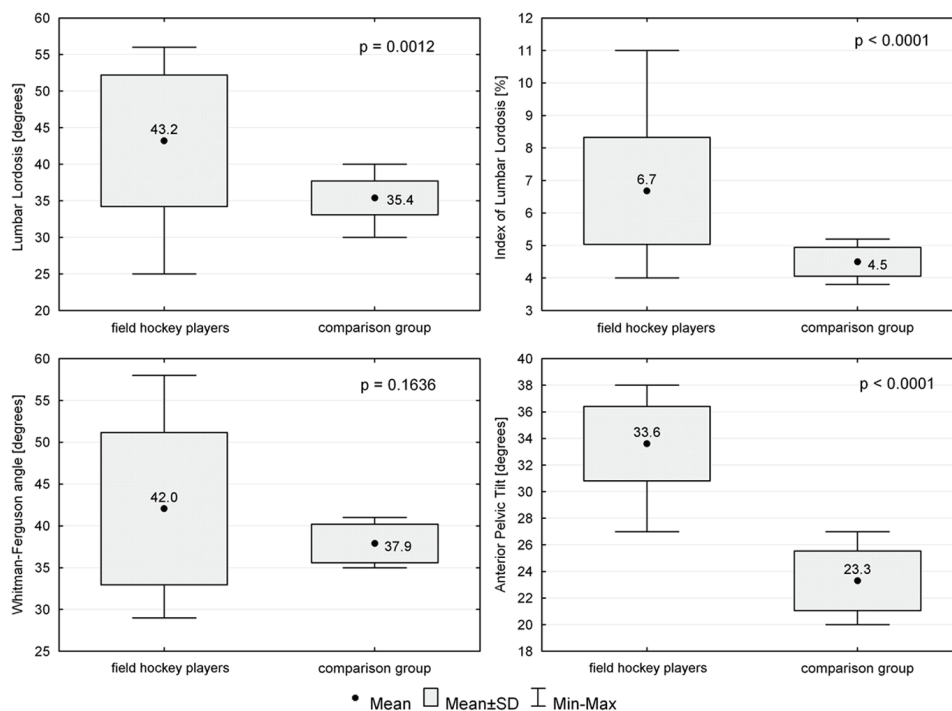 Lumbar Lordosis [degrees]
60
55
50
45
40
35
30
25
20
p = 0.0012
43.2
35.4
field hockey players
comparison group
Index of Lumbar Lordosis [%]
12
11
10
9
8
7
6
5
4
3
p < 0.0001
6.7
4.5
field hockey players
comparison group
Whitman-Ferguson angle [degrees]
60
55
50
45
40
35
30
25
p = 0.1636
42.0
37.9
field hockey players
comparison group
Anterior Pelvic Tilt [degrees]
40
38
36
34
32
30
28
26
24
22
20
p < 0.0001
33.6
23.3
field hockey players
comparison group
Mean Mean±SD Min-Max